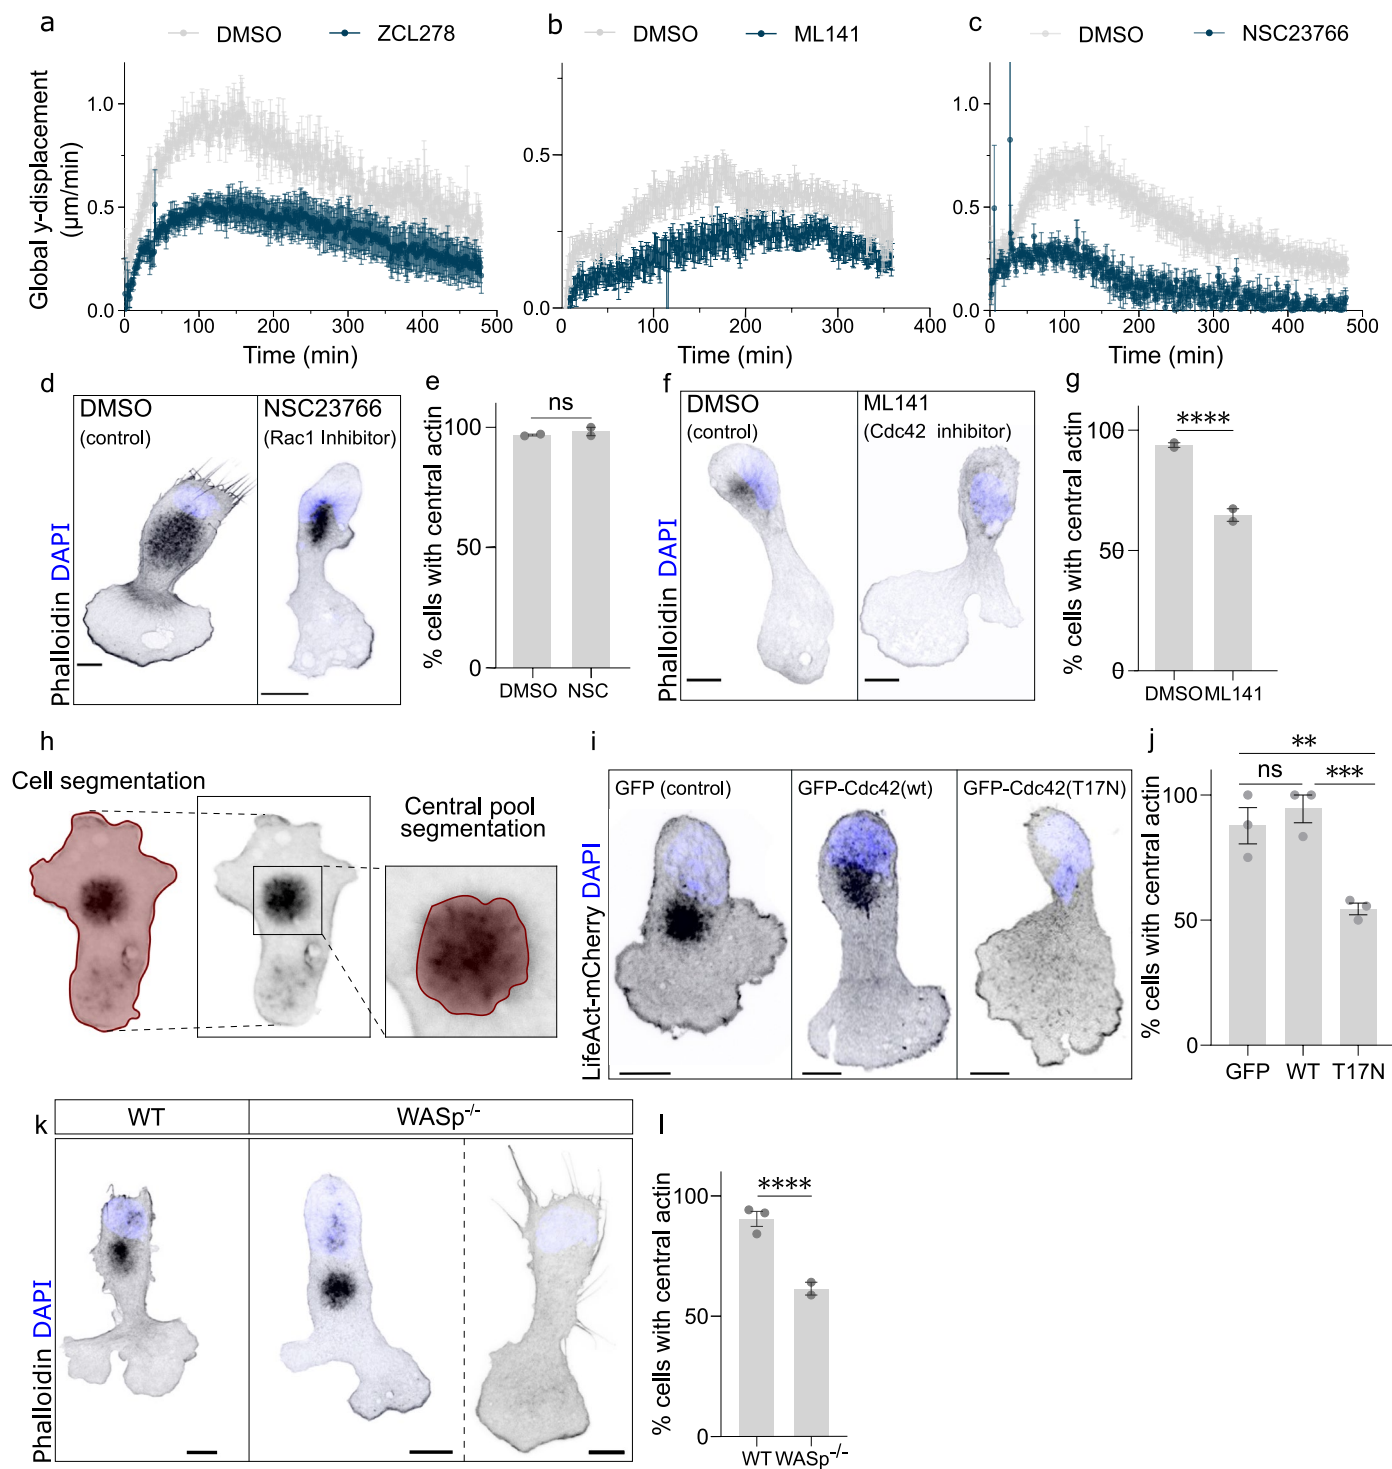 a
DMSO ZCL278
b
DMSO ML141
c
DMSO NSC23766
Global y-displacement
(µm/min)
1.0
0.5
0.0
0 100 200 300 400 500
Time (min)
0.5
0.0
0 100 200 300 400
Time (min)
1.0
0.5
0.0
0 100 200 300 400 500
Time (min)
d
DMSO
(control)
NSC23766
(Rac1 Inhibitor)
Phalloidin DAPI
e
ns
% cells with central actin
100
50
0
DMSO NSC
f
DMSO
(control)
ML141
(Cdc42 inhibitor)
Phalloidin DAPI
g
****
% cells with central actin
100
50
0
DMSO ML141
h
Cell segmentation
Central pool
segmentation
i
GFP (control)
GFP-Cdc42(wt)
GFP-Cdc42(T17N)
LifeAct-mCherry DAPI
j
**
ns ***
% cells with central actin
100
50
0
GFP WT T17N
k
WT
WASp-/-
Phalloidin DAPI
l
****
% cells with central actin
100
50
0
WT WASp-/-